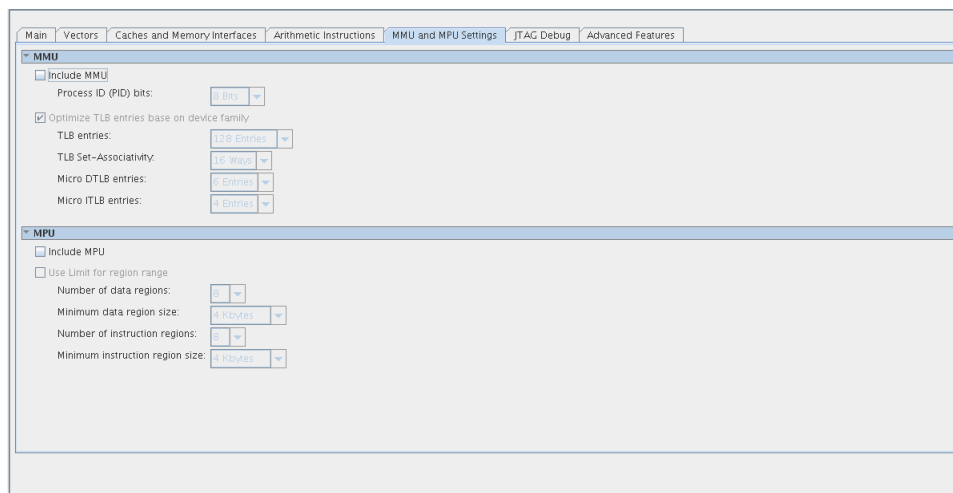 Main Vectors Caches and Memory Interfaces Arithmetic Instructions MMU and MPU Settings JTAG Debug Advanced Features
MMU
Include MMU
Process ID (PID) bits: 8 Bits
Optimize TLB entries base on device family
TLB entries: 128 Entries
TLB Set-Associativity: 16 Ways
Micro DTLB entries: 6 Entries
Micro ITLB entries: 4 Entries
MPU
Include MPU
Use Limit for region range
Number of data regions: 8
Minimum data region size: 4 Kbytes
Number of instruction regions: 8
Minimum instruction region size: 4 Kbytes